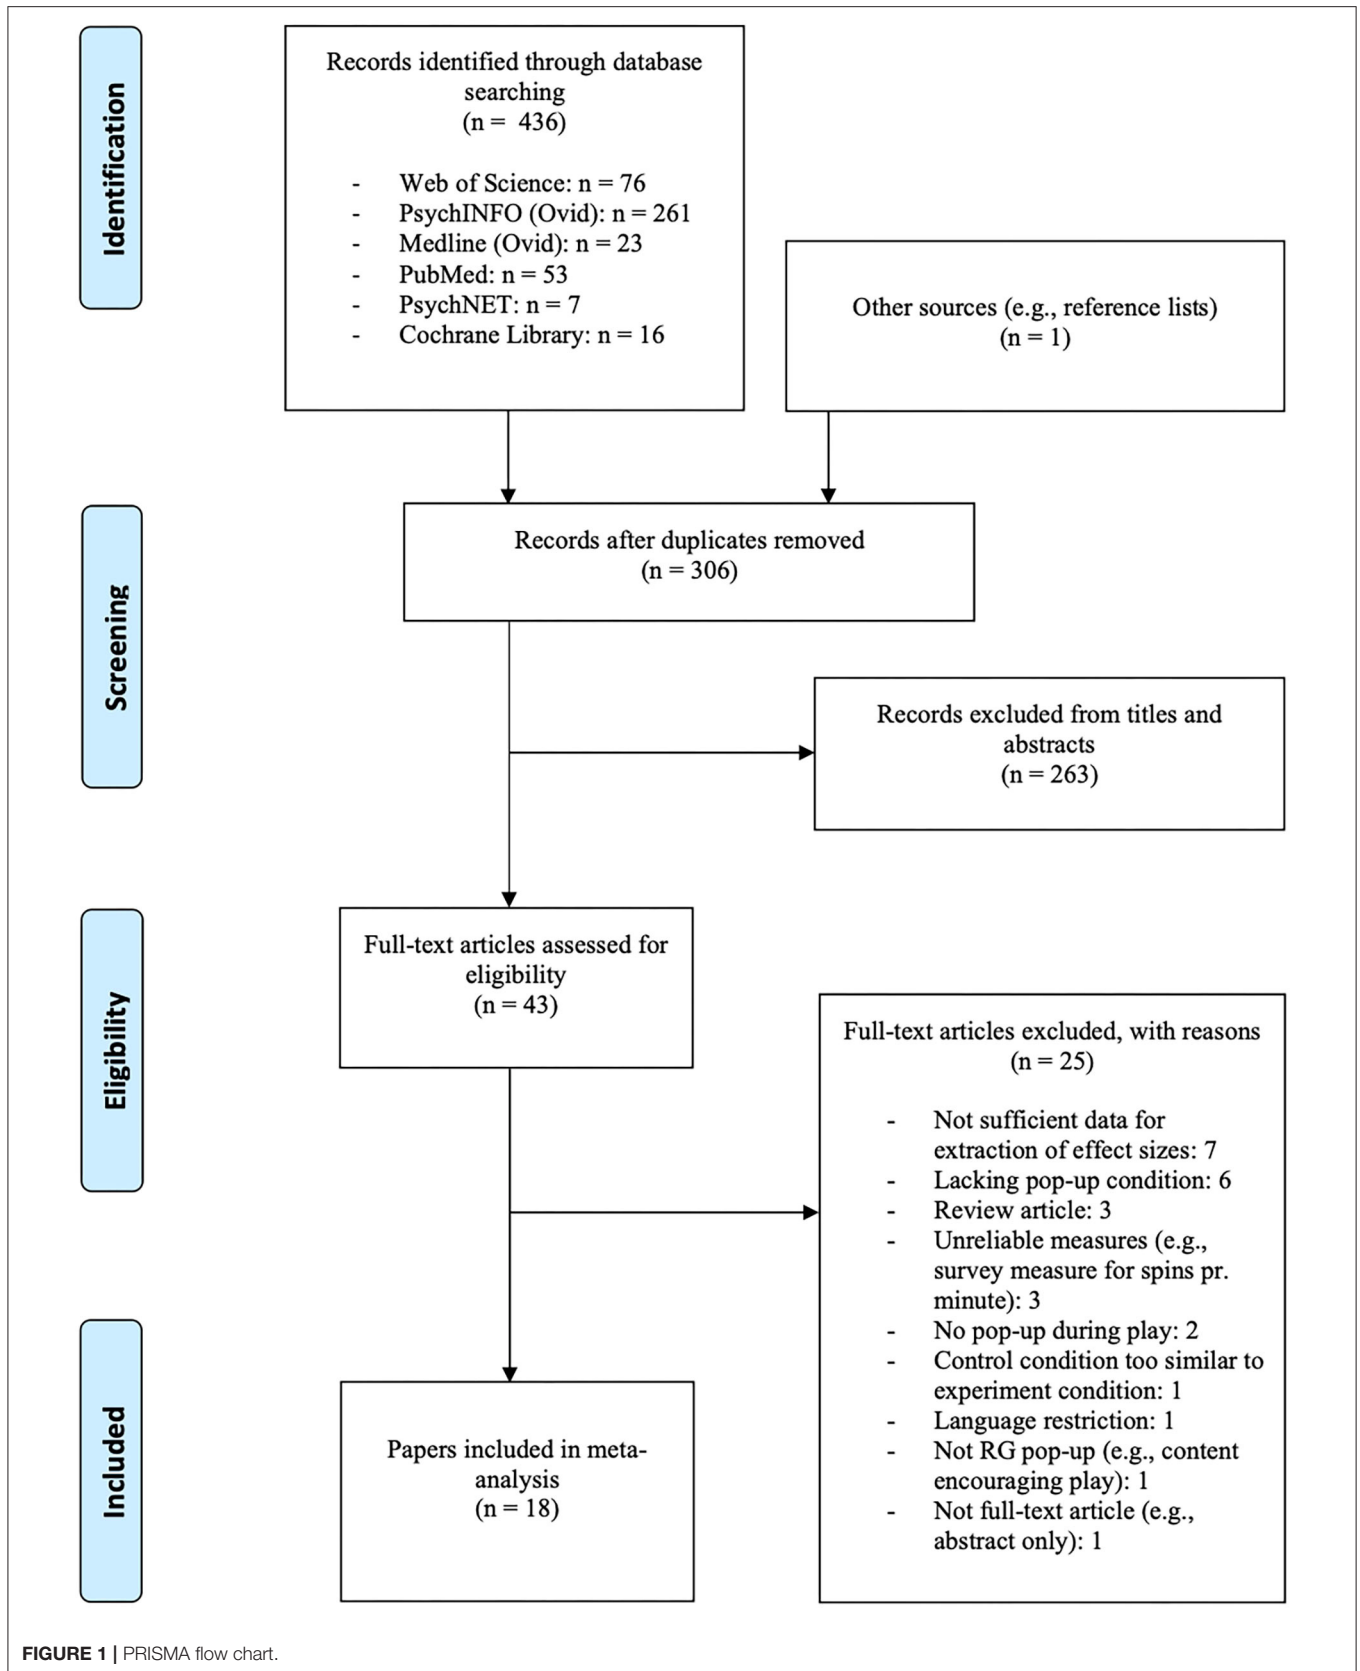 Identification
Records identified through database
searching
(n = 436)
- Web of Science: n = 76
- PsychINFO (Ovid): n = 261
- Medline (Ovid): n = 23
- PubMed: n = 53
- PsychNET: n = 7
- Cochrane Library: n = 16
Other sources (e.g., reference lists)
(n = 1)
Screening
Records after duplicates removed
(n = 306)
Records excluded from titles and
abstracts
(n = 263)
Eligibility
Full-text articles assessed for
eligibility
(n = 43)
Full-text articles excluded, with reasons
(n = 25)
- Not sufficient data for
extraction of effect sizes: 7
- Lacking pop-up condition: 6
- Review article: 3
- Unreliable measures (e.g.,
survey measure for spins pr.
minute): 3
- No pop-up during play: 2
- Control condition too similar to
experiment condition: 1
- Language restriction: 1
- Not RG pop-up (e.g., content
encouraging play): 1
- Not full-text article (e.g.,
abstract only): 1
Included
Papers included in meta-
analysis
(n = 18)
FIGURE 1 | PRISMA flow chart.